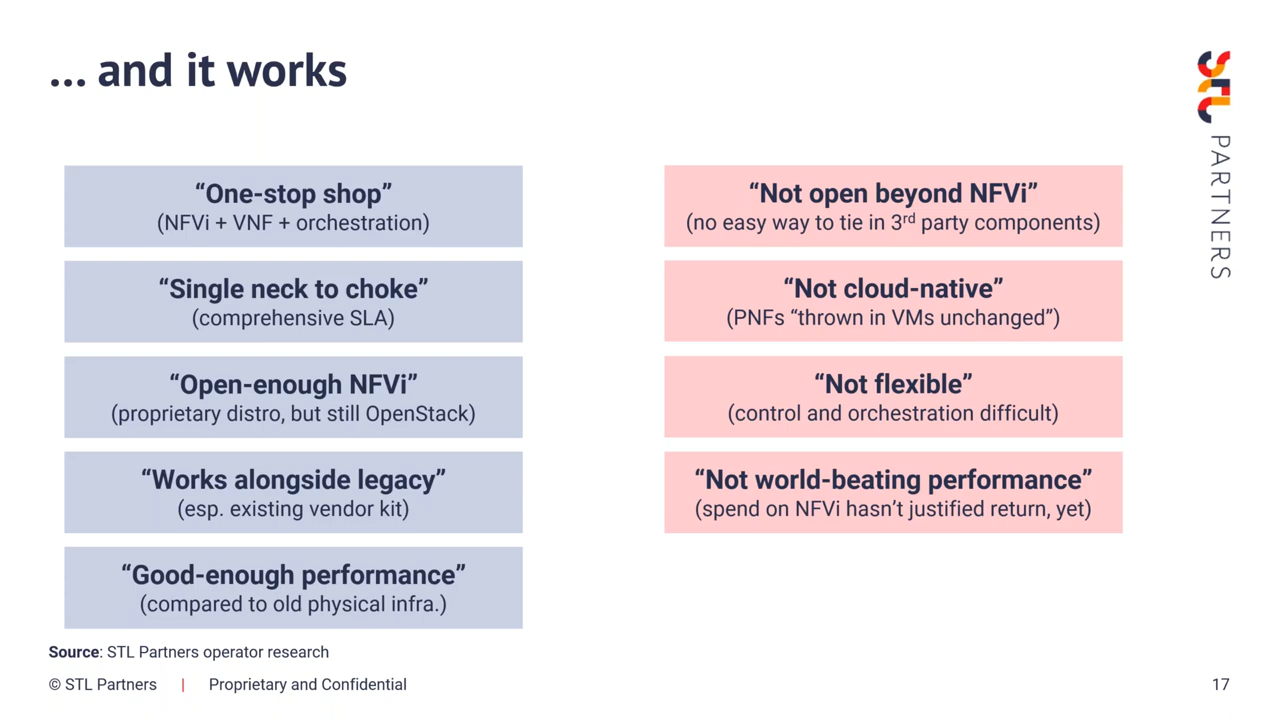 ... and it works
“One-stop shop”
(NFVi + VNF + orchestration)
“Single neck to choke”
(comprehensive SLA)
“Open-enough NFVi”
(proprietary distro, but still OpenStack)
“Works alongside legacy”
(esp. existing vendor kit)
“Good-enough performance”
(compared to old physical infra.)
“Not open beyond NFVi”
(no easy way to tie in 3rd party components)
“Not cloud-native”
(PNFs “thrown in VMs unchanged”)
“Not flexible”
(control and orchestration difficult)
“Not world-beating performance”
(spend on NFVi hasn’t justified return, yet)
STL PARTNERS
Source: STL Partners operator research
© STL Partners | Proprietary and Confidential
17